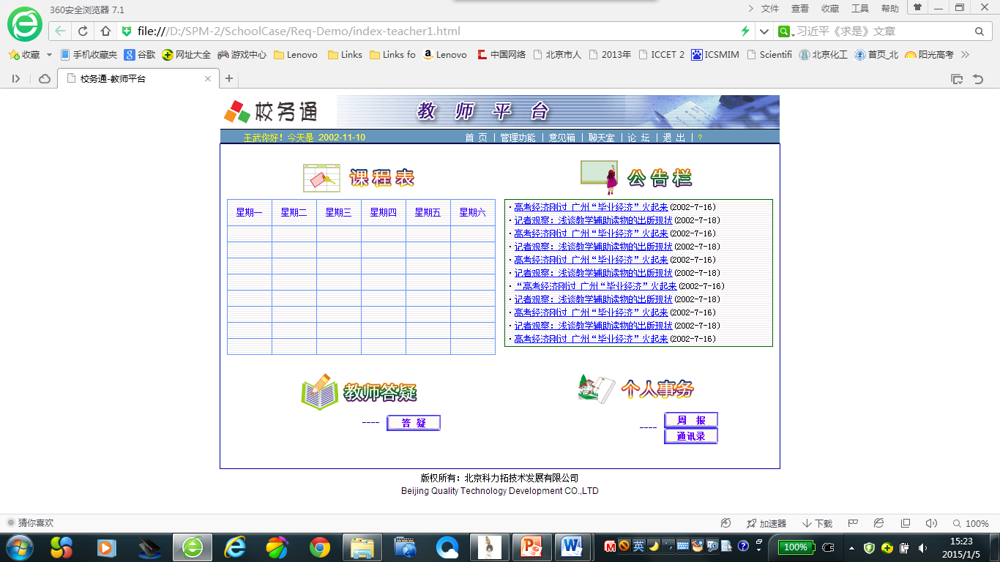 360安全浏览器 7.1
文件 查看 收藏 工具 帮助
file:///D:/SPM-2/SchoolCase/Req-Demo/index-teacher1.html
习近平《求是》文章
收藏 手机收藏夹 谷歌 网址大全 游戏中心 Lenovo Links Links fo Lenovo 中国网络 北京市人 2013年 ICCET 2 ICSMIM Scientifi 北京化工 首页_北 阳光高考
校务通-教师平台
校务通
教师平台
王武你好！今天是 2002-11-10
首 页 | 管理功能 | 意见箱 | 聊天室 | 论 坛 | 退 出 | ?
课程表
公告栏
星期一 星期二 星期三 星期四 星期五 星期六
·高考经济刚过 广州“毕业经济”火起来(2002-7-16)
·记者观察：浅谈教学辅助读物的出版现状(2002-7-18)
·高考经济刚过 广州“毕业经济”火起来(2002-7-16)
·记者观察：浅谈教学辅助读物的出版现状(2002-7-18)
·高考经济刚过 广州“毕业经济”火起来(2002-7-16)
·记者观察：浅谈教学辅助读物的出版现状(2002-7-18)
·“高考经济刚过 广州“毕业经济”火起来(2002-7-16)
·记者观察：浅谈教学辅助读物的出版现状(2002-7-18)
·高考经济刚过 广州“毕业经济”火起来(2002-7-16)
·记者观察：浅谈教学辅助读物的出版现状(2002-7-18)
·高考经济刚过 广州“毕业经济”火起来(2002-7-16)
教师答疑
个人事务
---- 答 疑
---- 周 报
通讯录
版权所有：北京科力拓技术发展有限公司
Beijing Quality Technology Development CO.,LTD
猜你喜欢
加速器 下载 100%
英
100%
15:23
2015/1/5